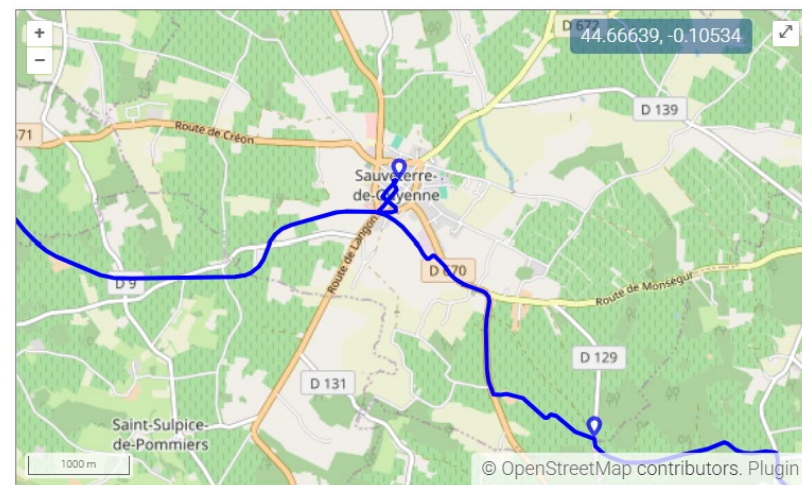 +
−
D 672
44.66639, -0.10534
D 139
71
Route de Créon
Sauveterre-
de-Guyenne
Route de Langon
D 9
D 670
Route de Monségur
D 129
D 131
Saint-Sulpice-
de-Pommiers
1000 m
© OpenStreetMap contributors. Plugin